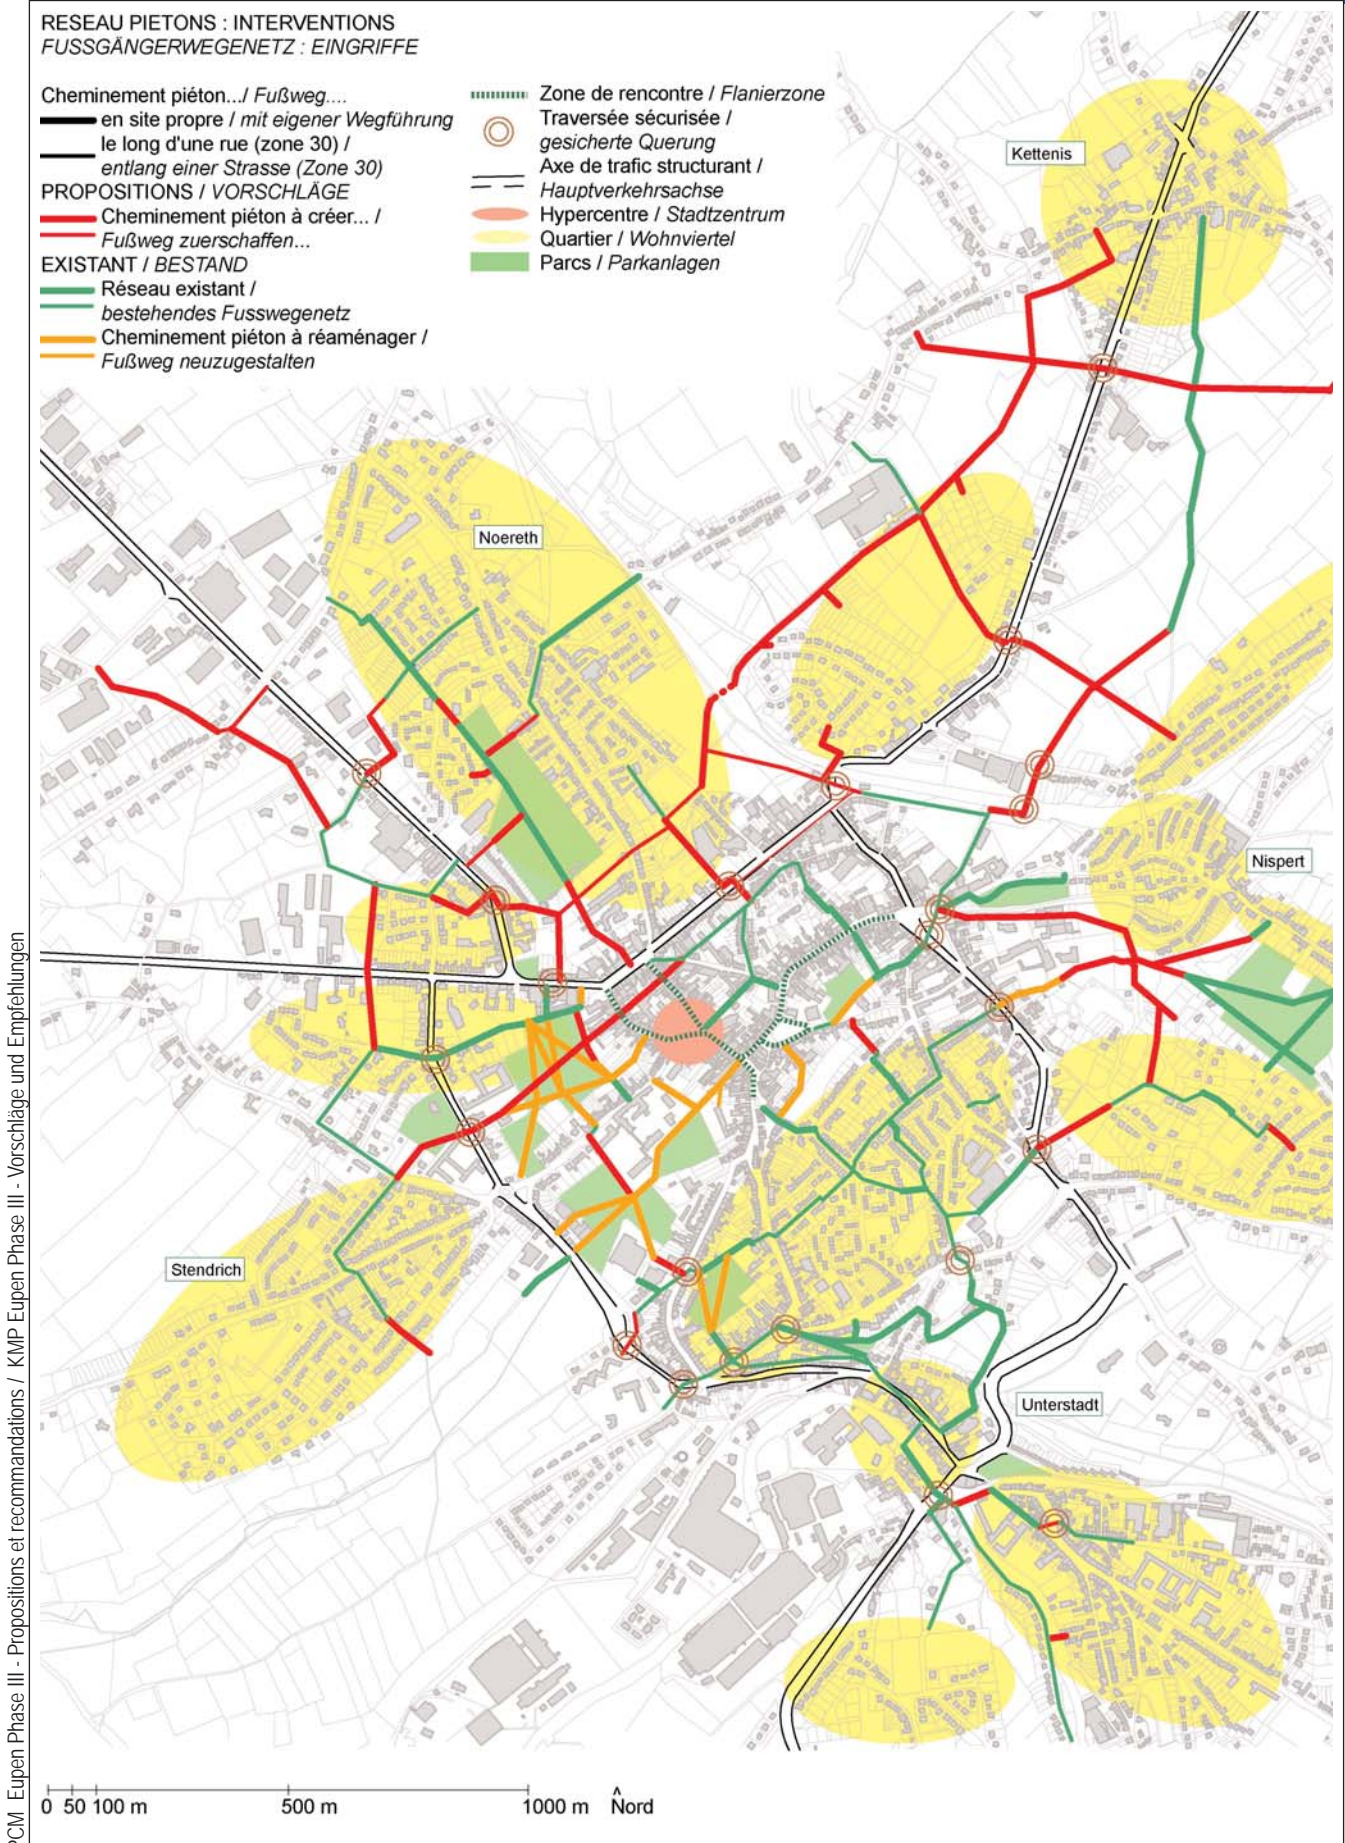 RESEAU PIETONS : INTERVENTIONS
FUSSGÄNGERWEGENETZ : EINGRIFFE
Cheminement piéton.../ Fußweg....
en site propre / mit eigener Wegführung
le long d'une rue (zone 30) /
entlang einer Strasse (Zone 30)
PROPOSITIONS / VORSCHLÄGE
Cheminement piéton à créer... /
Fußweg zuerschaffen...
EXISTANT / BESTAND
Réseau existant /
bestehendes Fusswegenetz
Cheminement piéton à réaménager /
Fußweg neuzugestalten
Zone de rencontre / Flanierzone
Traversée sécurisée /
gesicherte Querung
Axe de trafic structurant /
Hauptverkehrsachse
Hypercentre / Stadtzentrum
Quartier / Wohnviertel
Parcs / Parkanlagen
Kettenis
Noereth
Nispert
Stendrich
Unterstadt
0 50 100 m 500 m 1000 m Nord
PCM Eupen Phase III - Propositions et recommandations / KMP Eupen Phase III - Vorschläge und Empfehlungen